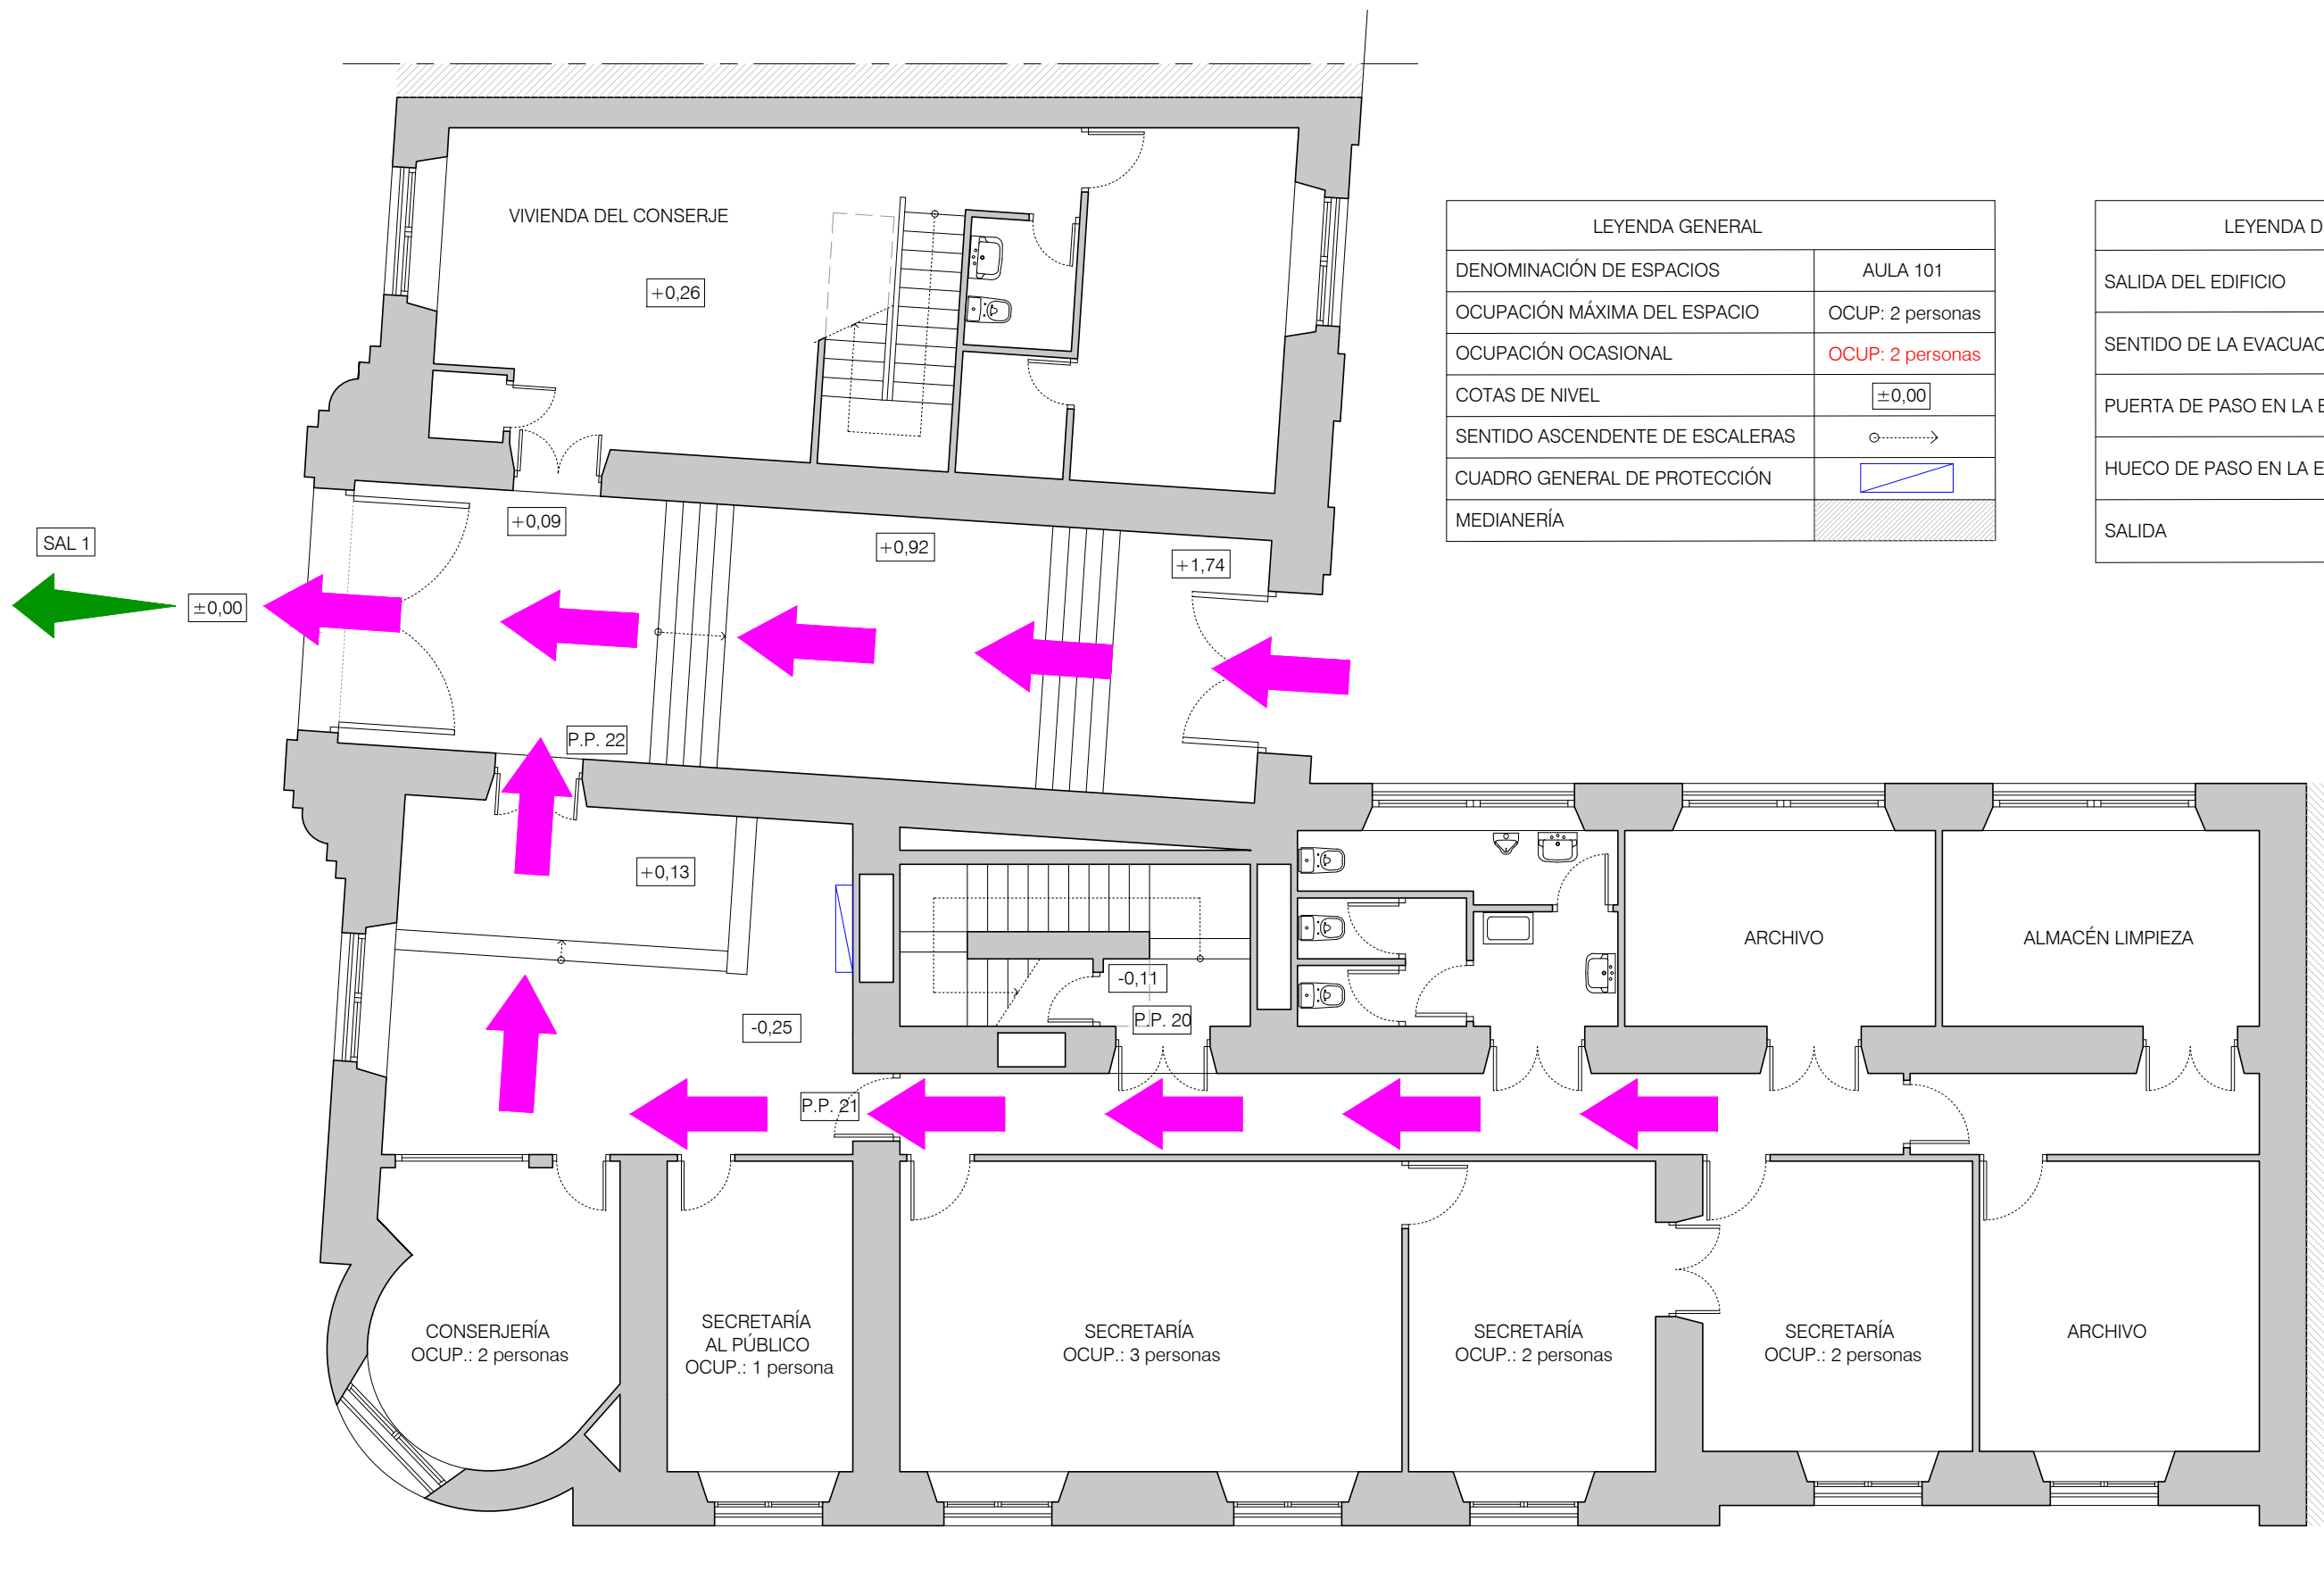 VIVIENDA DEL CONSERJE
+0,26
LEYENDA GENERAL
DENOMINACIÓN DE ESPACIOS AULA 101
OCUPACIÓN MÁXIMA DEL ESPACIO OCUP: 2 personas
OCUPACIÓN OCASIONAL OCUP: 2 personas
COTAS DE NIVEL ±0,00
SENTIDO ASCENDENTE DE ESCALERAS
CUADRO GENERAL DE PROTECCIÓN
MEDIANERÍA
LEYENDA D
SALIDA DEL EDIFICIO
SENTIDO DE LA EVACUAC
PUERTA DE PASO EN LA E
HUECO DE PASO EN LA E
SALIDA
SAL 1
±0,00
+0,09
+0,92
+1,74
P.P. 22
+0,13
-0,25
-0,11
P.P. 20
P.P. 21
ARCHIVO
ALMACÉN LIMPIEZA
CONSERJERÍA
OCUP.: 2 personas
SECRETARÍA
AL PÚBLICO
OCUP.: 1 persona
SECRETARÍA
OCUP.: 3 personas
SECRETARÍA
OCUP.: 2 personas
SECRETARÍA
OCUP.: 2 personas
ARCHIVO